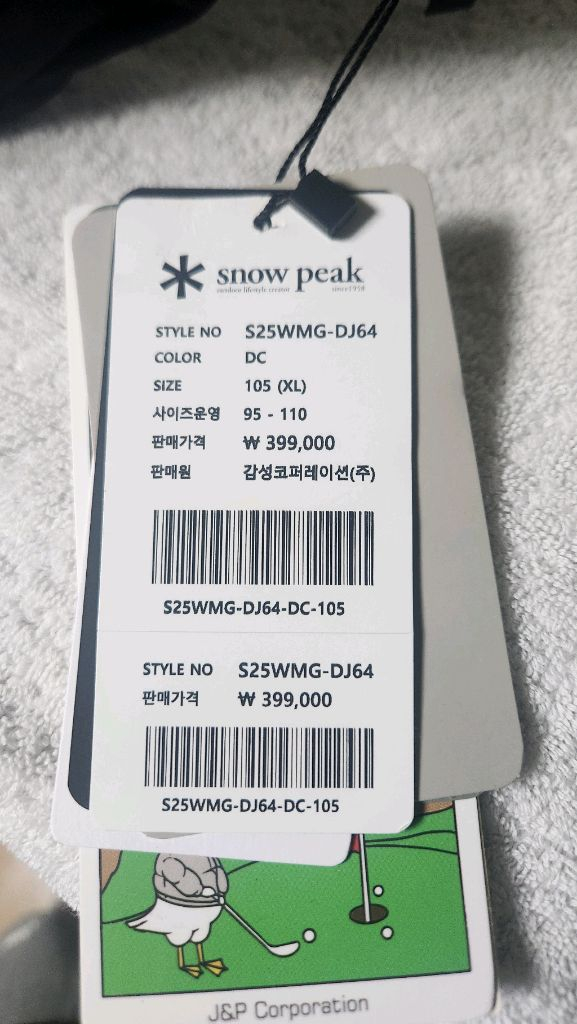 snow peak
outdoor lifestyle creator since1958
STYLE NO S25WMG-DJ64
COLOR DC
SIZE 105 (XL)
사이즈운영 95 - 110
판매가격 ₩ 399,000
판매원 감성코퍼레이션(주)
S25WMG-DJ64-DC-105
STYLE NO S25WMG-DJ64
판매가격 ₩ 399,000
S25WMG-DJ64-DC-105
J&P Corporation